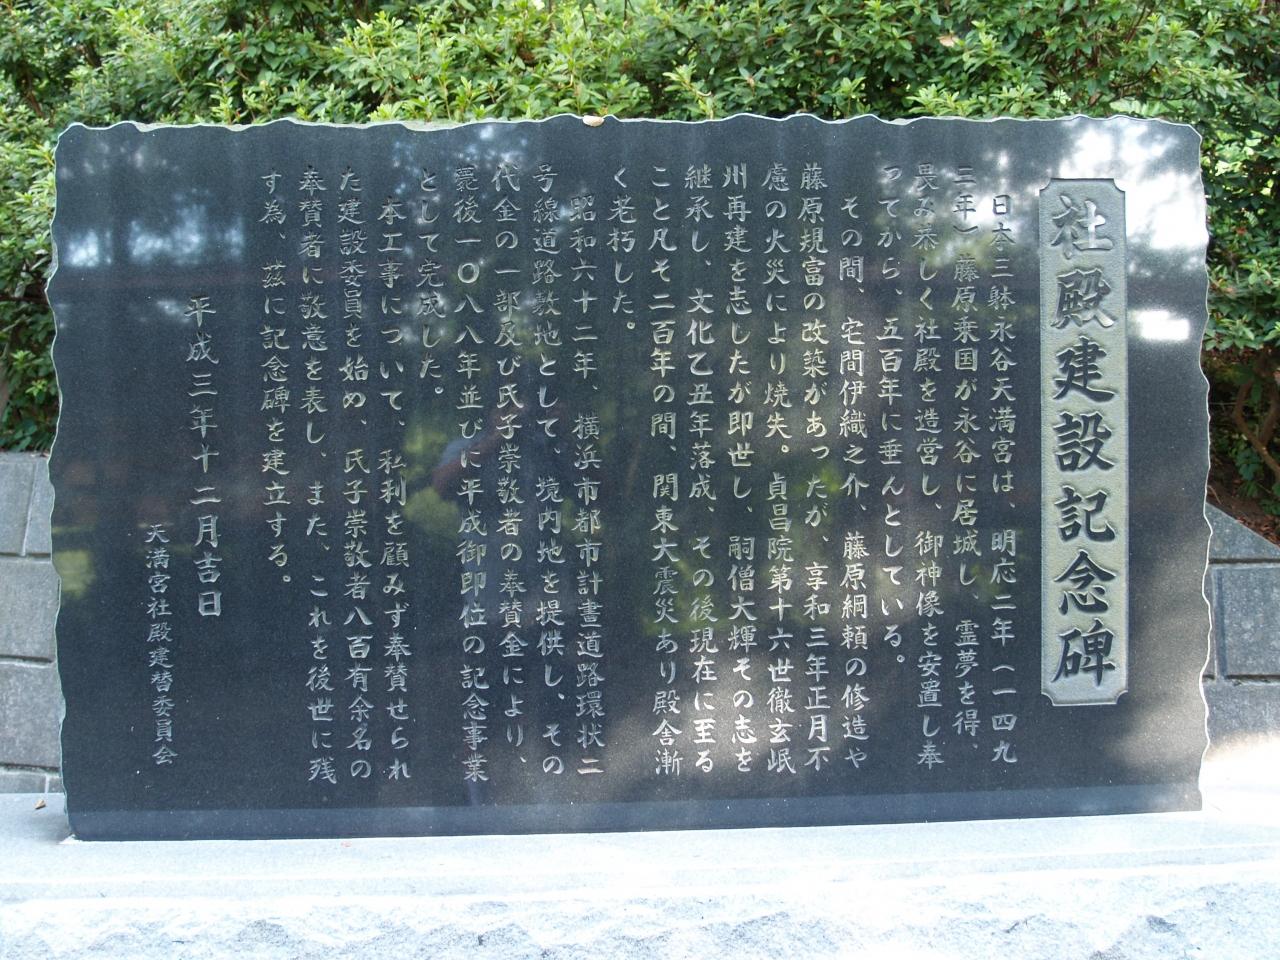 社殿建設記念碑
日本三躰永谷天満宮は、明応二年（一四九
三年）藤原乗国が永谷に居城し、霊夢を得、
畏み恭しく社殿を造営し、御神像を安置し奉
つてから、五百年に垂んとしている。
その間、宅間伊織之介、藤原綱頼の修造や
藤原規富の改築があったが、享和三年正月不
慮の火災により焼失。貞昌院第十六世徹玄岷
州再建を志したが即世し、嗣僧大輝その志を
継承し、文化乙丑年落成、その後現在に至る
こと凡そ二百年の間、関東大震災あり殿舎漸
く老朽した。
昭和六十二年、横浜市都市計畫道路環状二
号線道路敷地として、境内地を提供し、その
代金の一部及び氏子崇敬者の奉賛金により、
薨後一〇八八年並びに平成御即位の記念事業
として完成した。
本工事について、私利を顧みず奉賛せられ
た建設委員を始め、氏子崇敬者八百有余名の
奉賛者に敬意を表し、また、これを後世に残
す為、茲に記念碑を建立する。
平成三年十二月吉日
天満宮社殿建替委員会